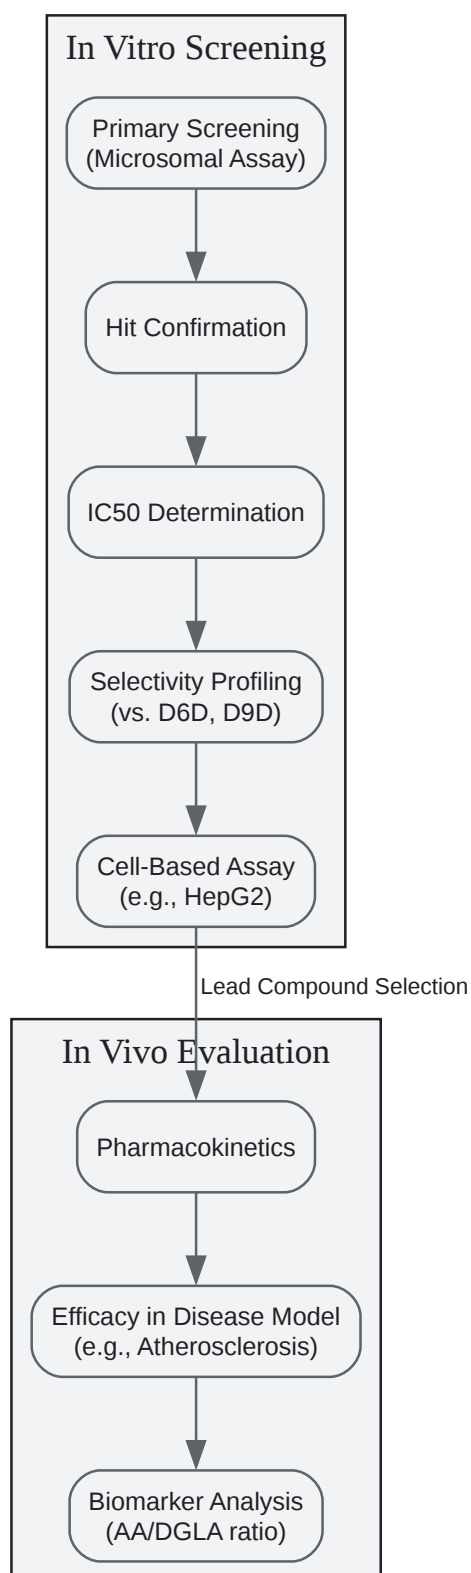 In Vitro Screening
Primary Screening
(Microsomal Assay)
Hit Confirmation
IC50 Determination
Selectivity Profiling
(vs. D6D, D9D)
Cell-Based Assay
(e.g., HepG2)
Lead Compound Selection
In Vivo Evaluation
Pharmacokinetics
Efficacy in Disease Model
(e.g., Atherosclerosis)
Biomarker Analysis
(AA/DGLA ratio)